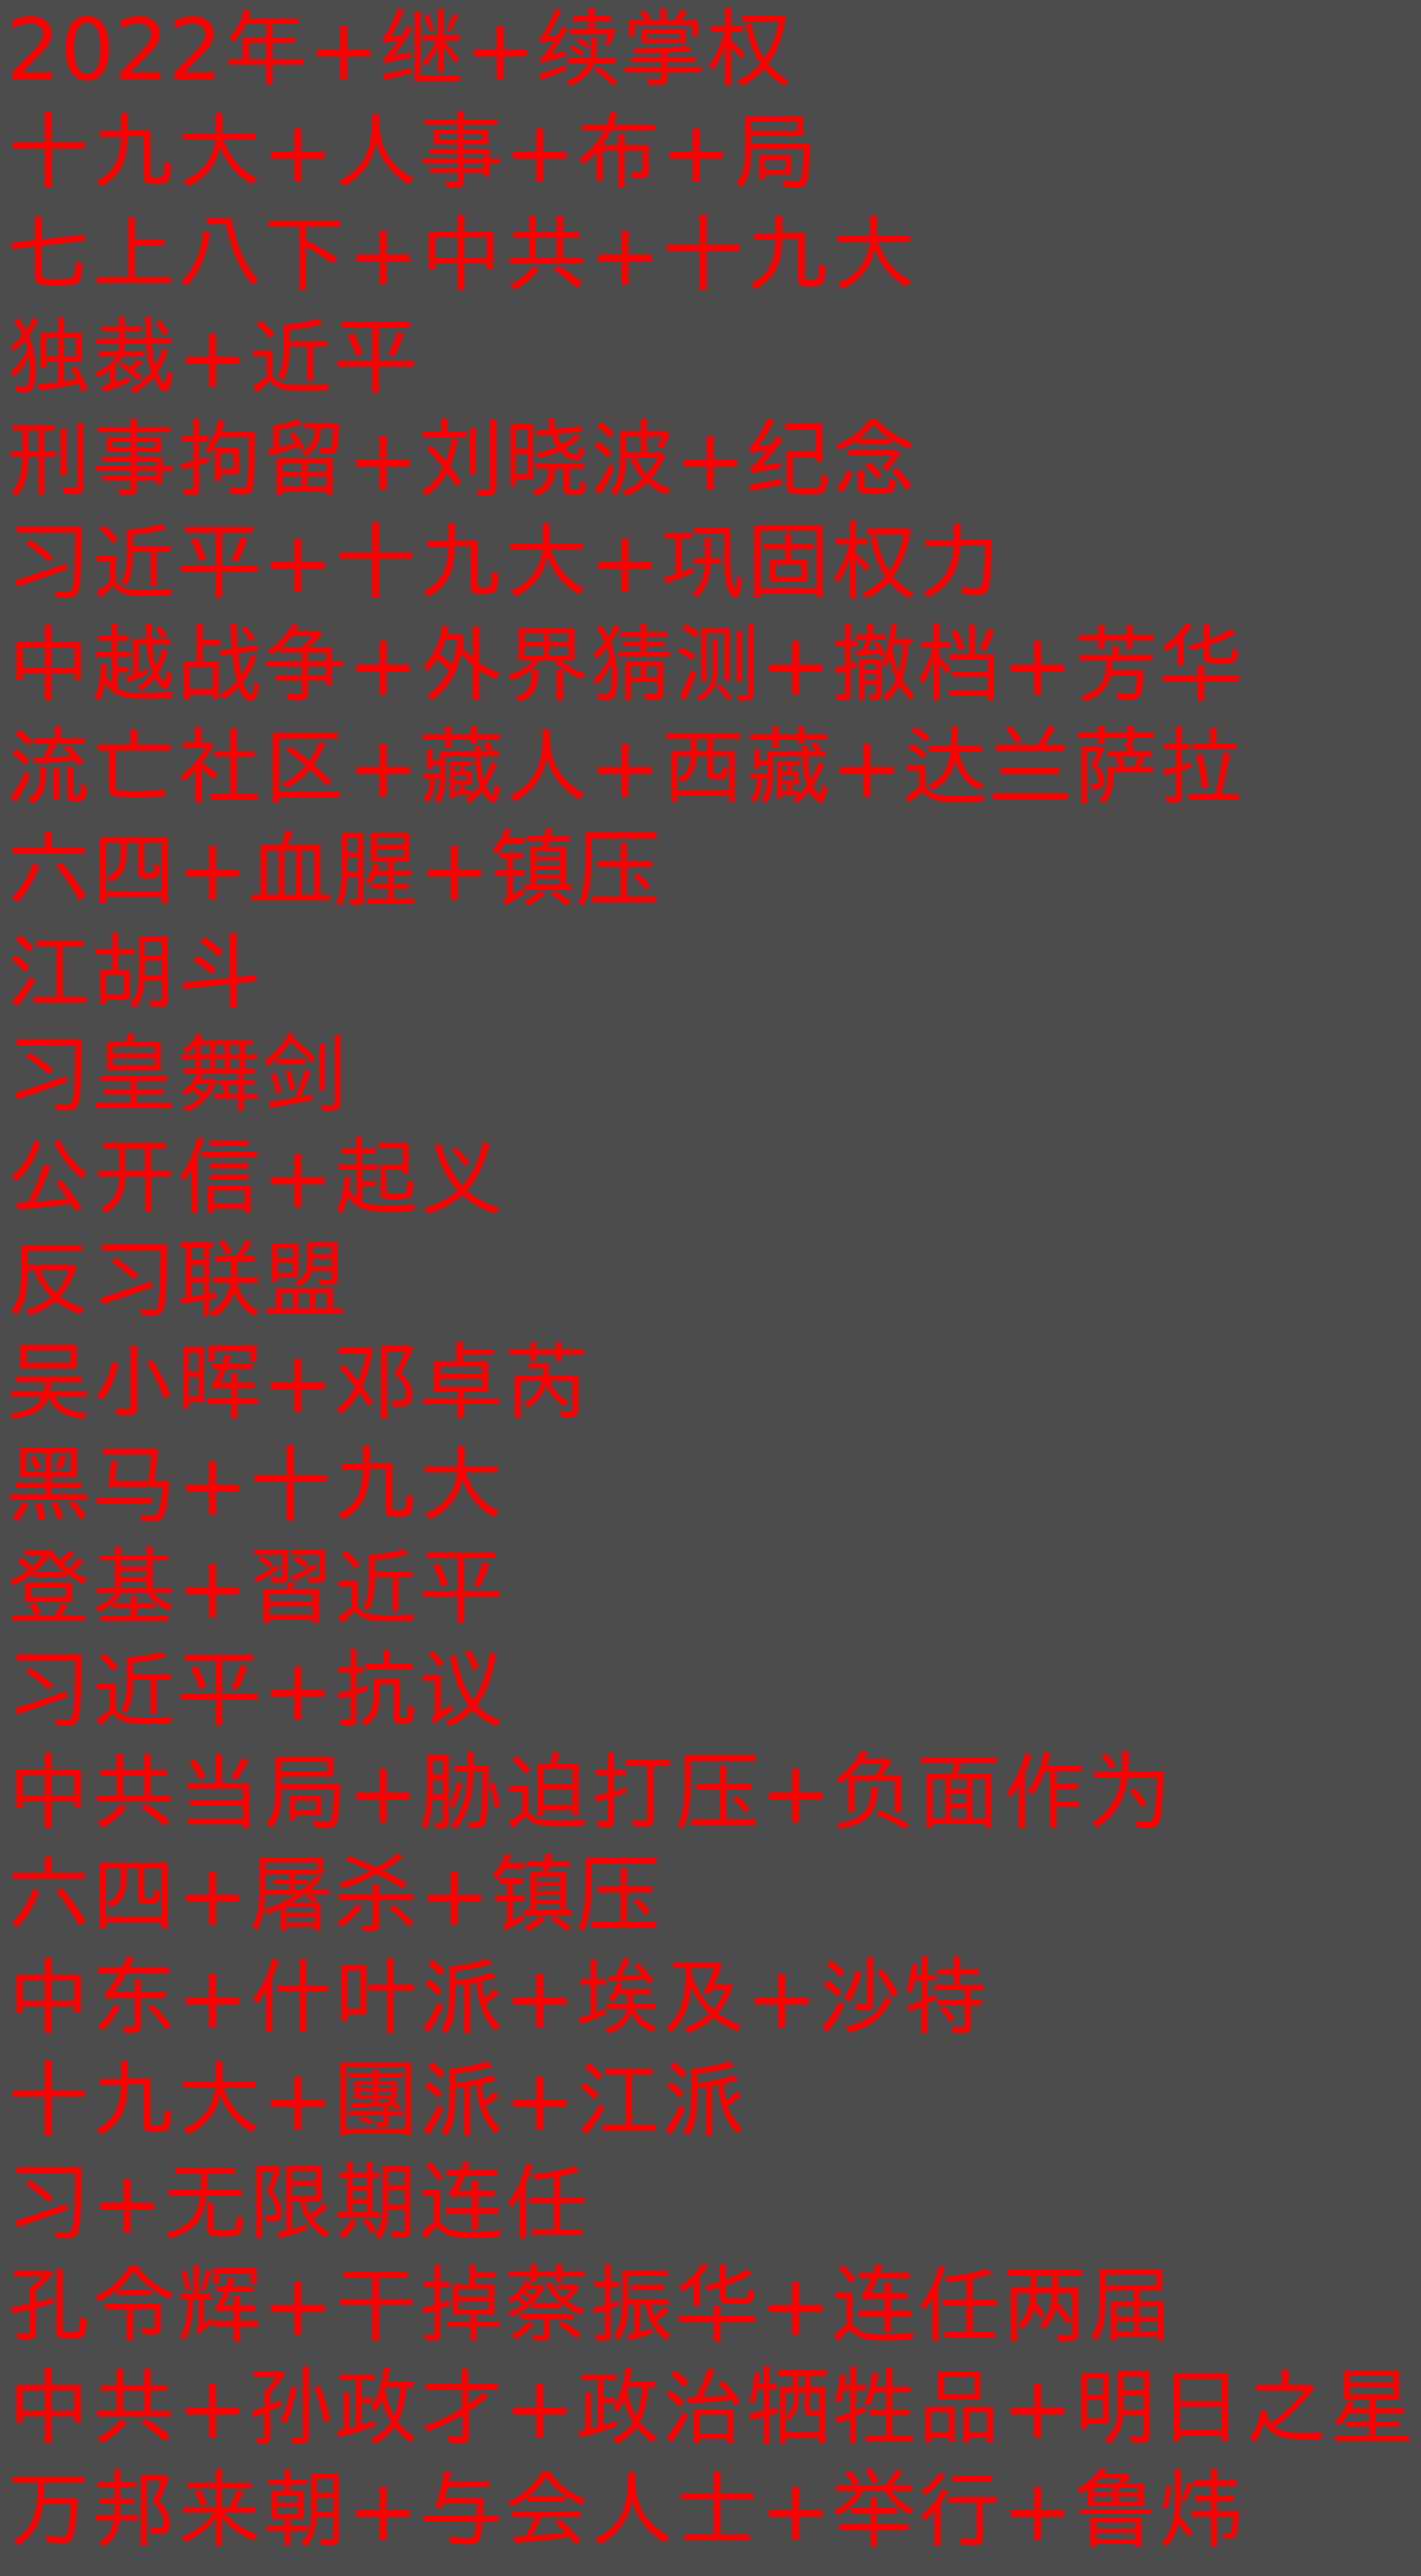 2022年+继+续掌权
十九大+人事+布+局
七上八下+中共+十九大
独裁+近平
刑事拘留+刘晓波+纪念
习近平+十九大+巩固权力
中越战争+外界猜测+撤档+芳华
流亡社区+藏人+西藏+达兰萨拉
六四+血腥+镇压
江胡斗
习皇舞剑
公开信+起义
反习联盟
吴小晖+邓卓芮
黑马+十九大
登基+習近平
习近平+抗议
中共当局+胁迫打压+负面作为
六四+屠杀+镇压
中东+什叶派+埃及+沙特
十九大+團派+江派
习+无限期连任
孔令辉+干掉蔡振华+连任两届
中共+孙政才+政治牺牲品+明日之星
万邦来朝+与会人士+举行+鲁炜